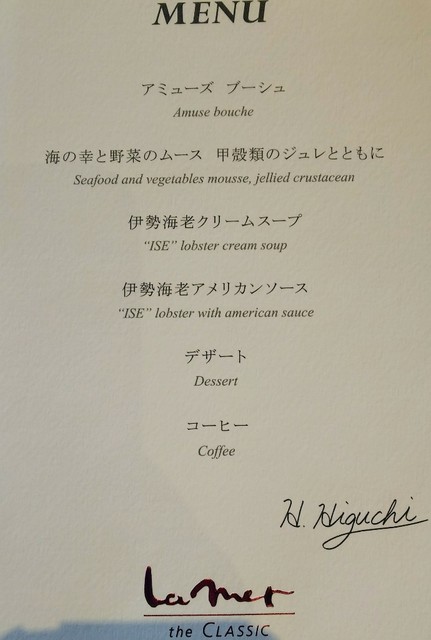 MENU
アミューズ ブーシュ
Amuse bouche
海の幸と野菜のムース 甲殻類のジュレとともに
Seafood and vegetables mousse, jellied crustacean
伊勢海老クリームスープ
“ISE” lobster cream soup
伊勢海老アメリカンソース
“ISE” lobster with american sauce
デザート
Dessert
コーヒー
Coffee
H. Higuchi
La mer
the CLASSIC